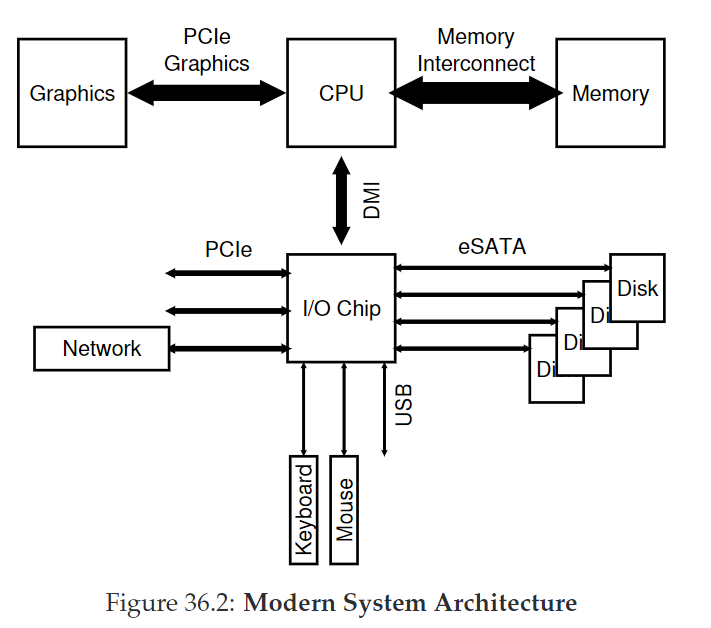 PCIe
Graphics
Memory
Interconnect
Graphics
CPU
Memory
DMI
PCIe
eSATA
I/O Chip
Disk
Di
Di
Di
Network
USB
Keyboard
Mouse
Figure 36.2: Modern System Architecture